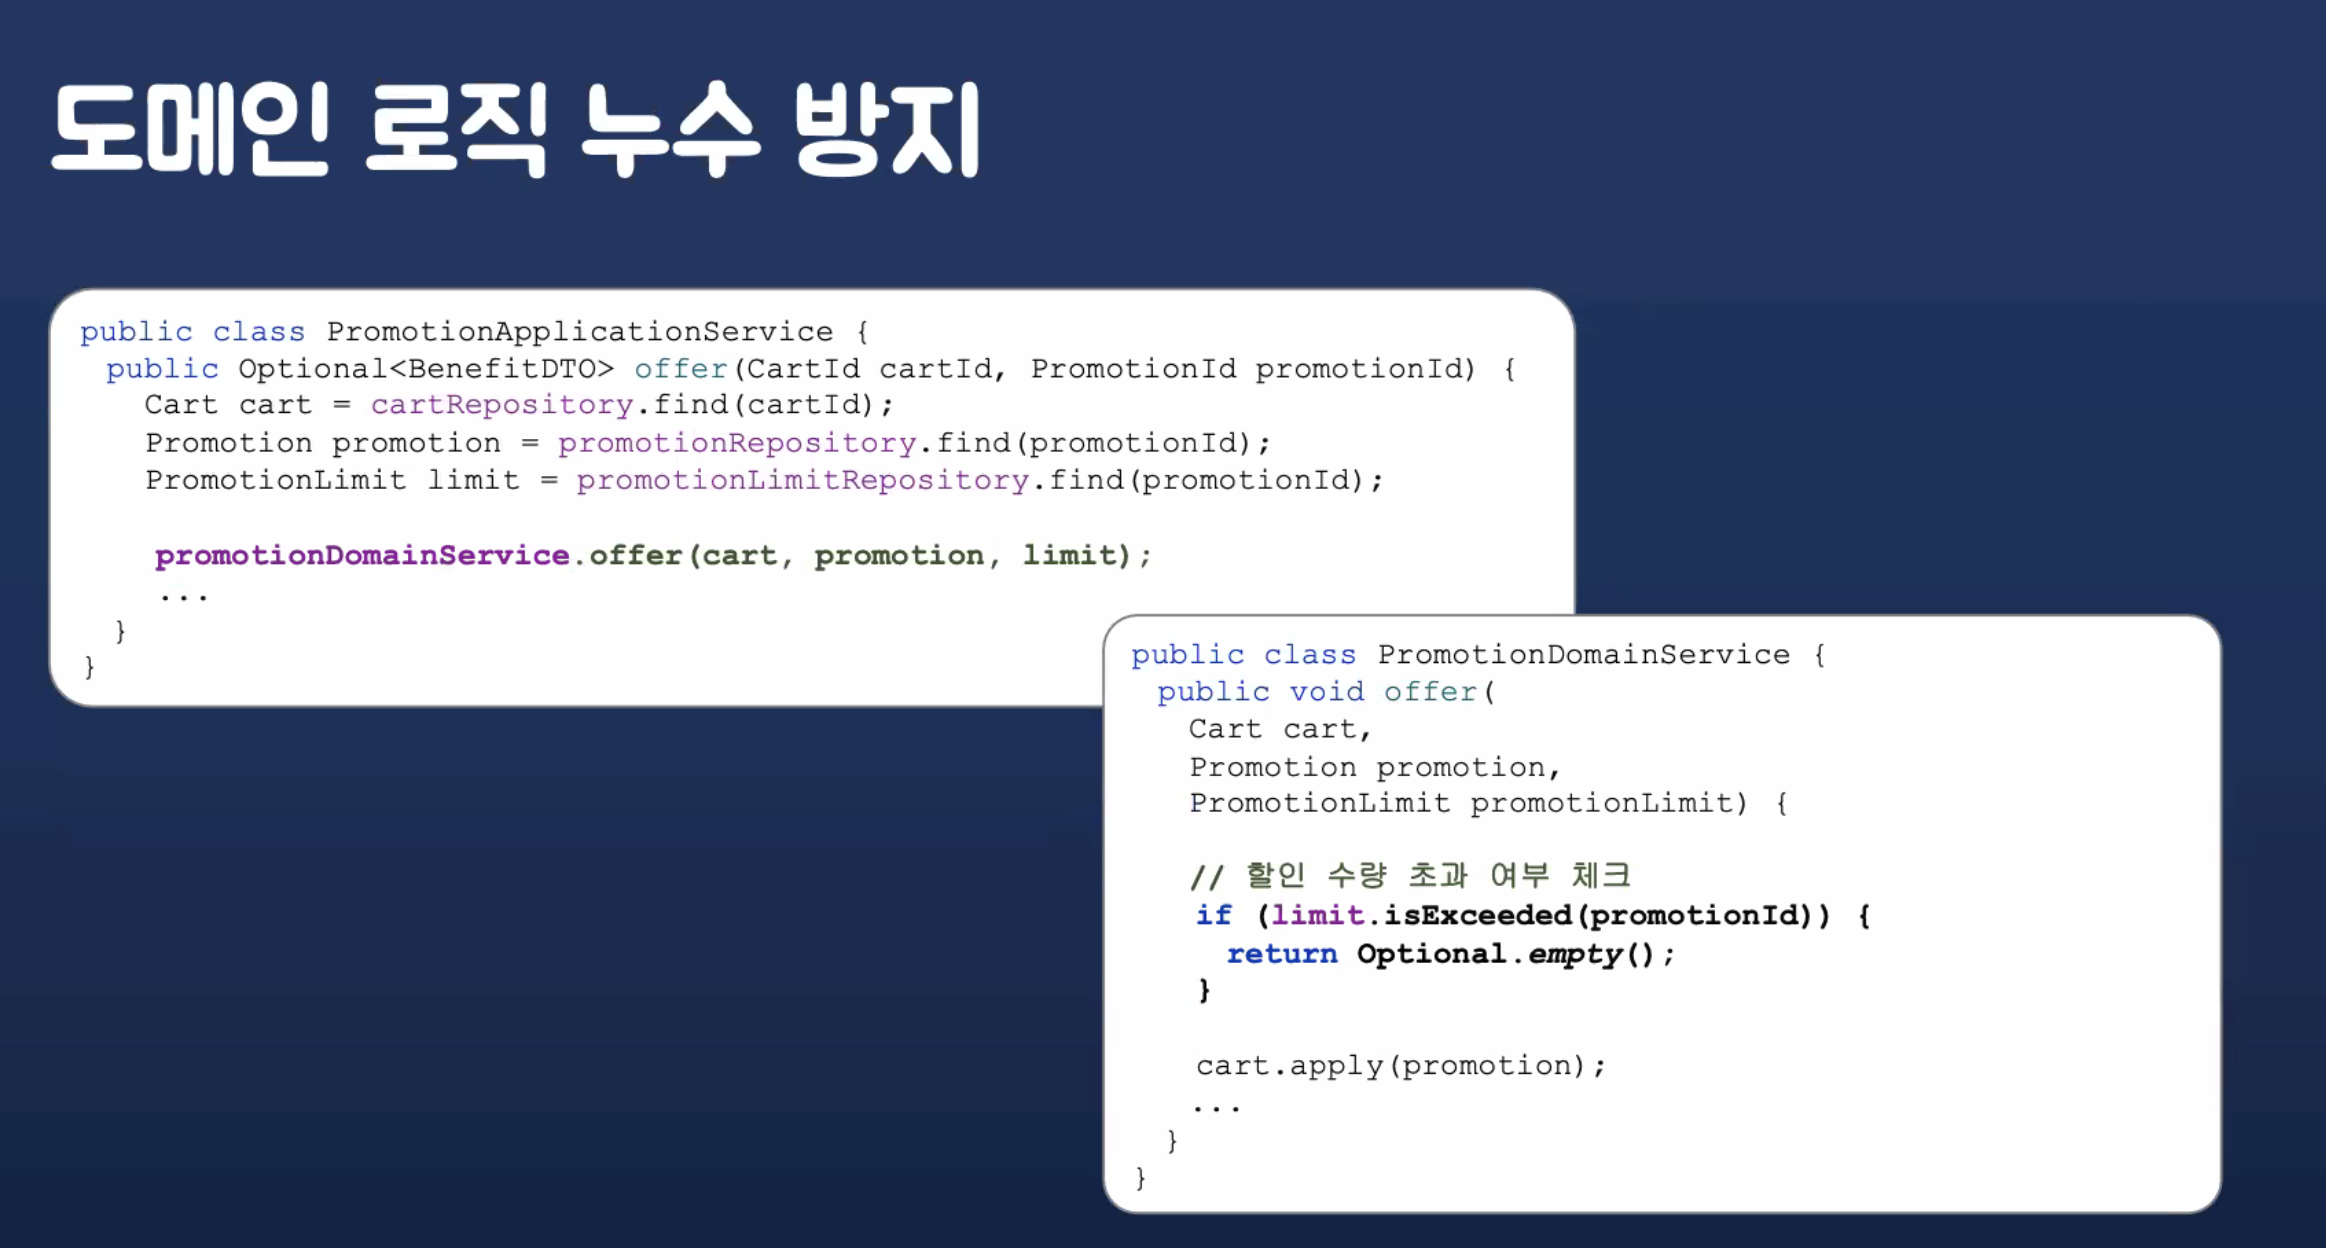 도메인 로직 누수 방지
public class PromotionApplicationService {
public Optional<BenefitDTO> offer(CartId cartId, PromotionId promotionId) {
Cart cart = cartRepository.find(cartId);
Promotion promotion = promotionRepository.find(promotionId);
PromotionLimit limit = promotionLimitRepository.find(promotionId);
promotionDomainService.offer(cart, promotion, limit);
...
}
}
public class PromotionDomainService {
public void offer(
Cart cart,
Promotion promotion,
PromotionLimit promotionLimit) {
// 할인 수량 초과 여부 체크
if (limit.isExceeded(promotionId)) {
return Optional.empty();
}
cart.apply(promotion);
...
}
}